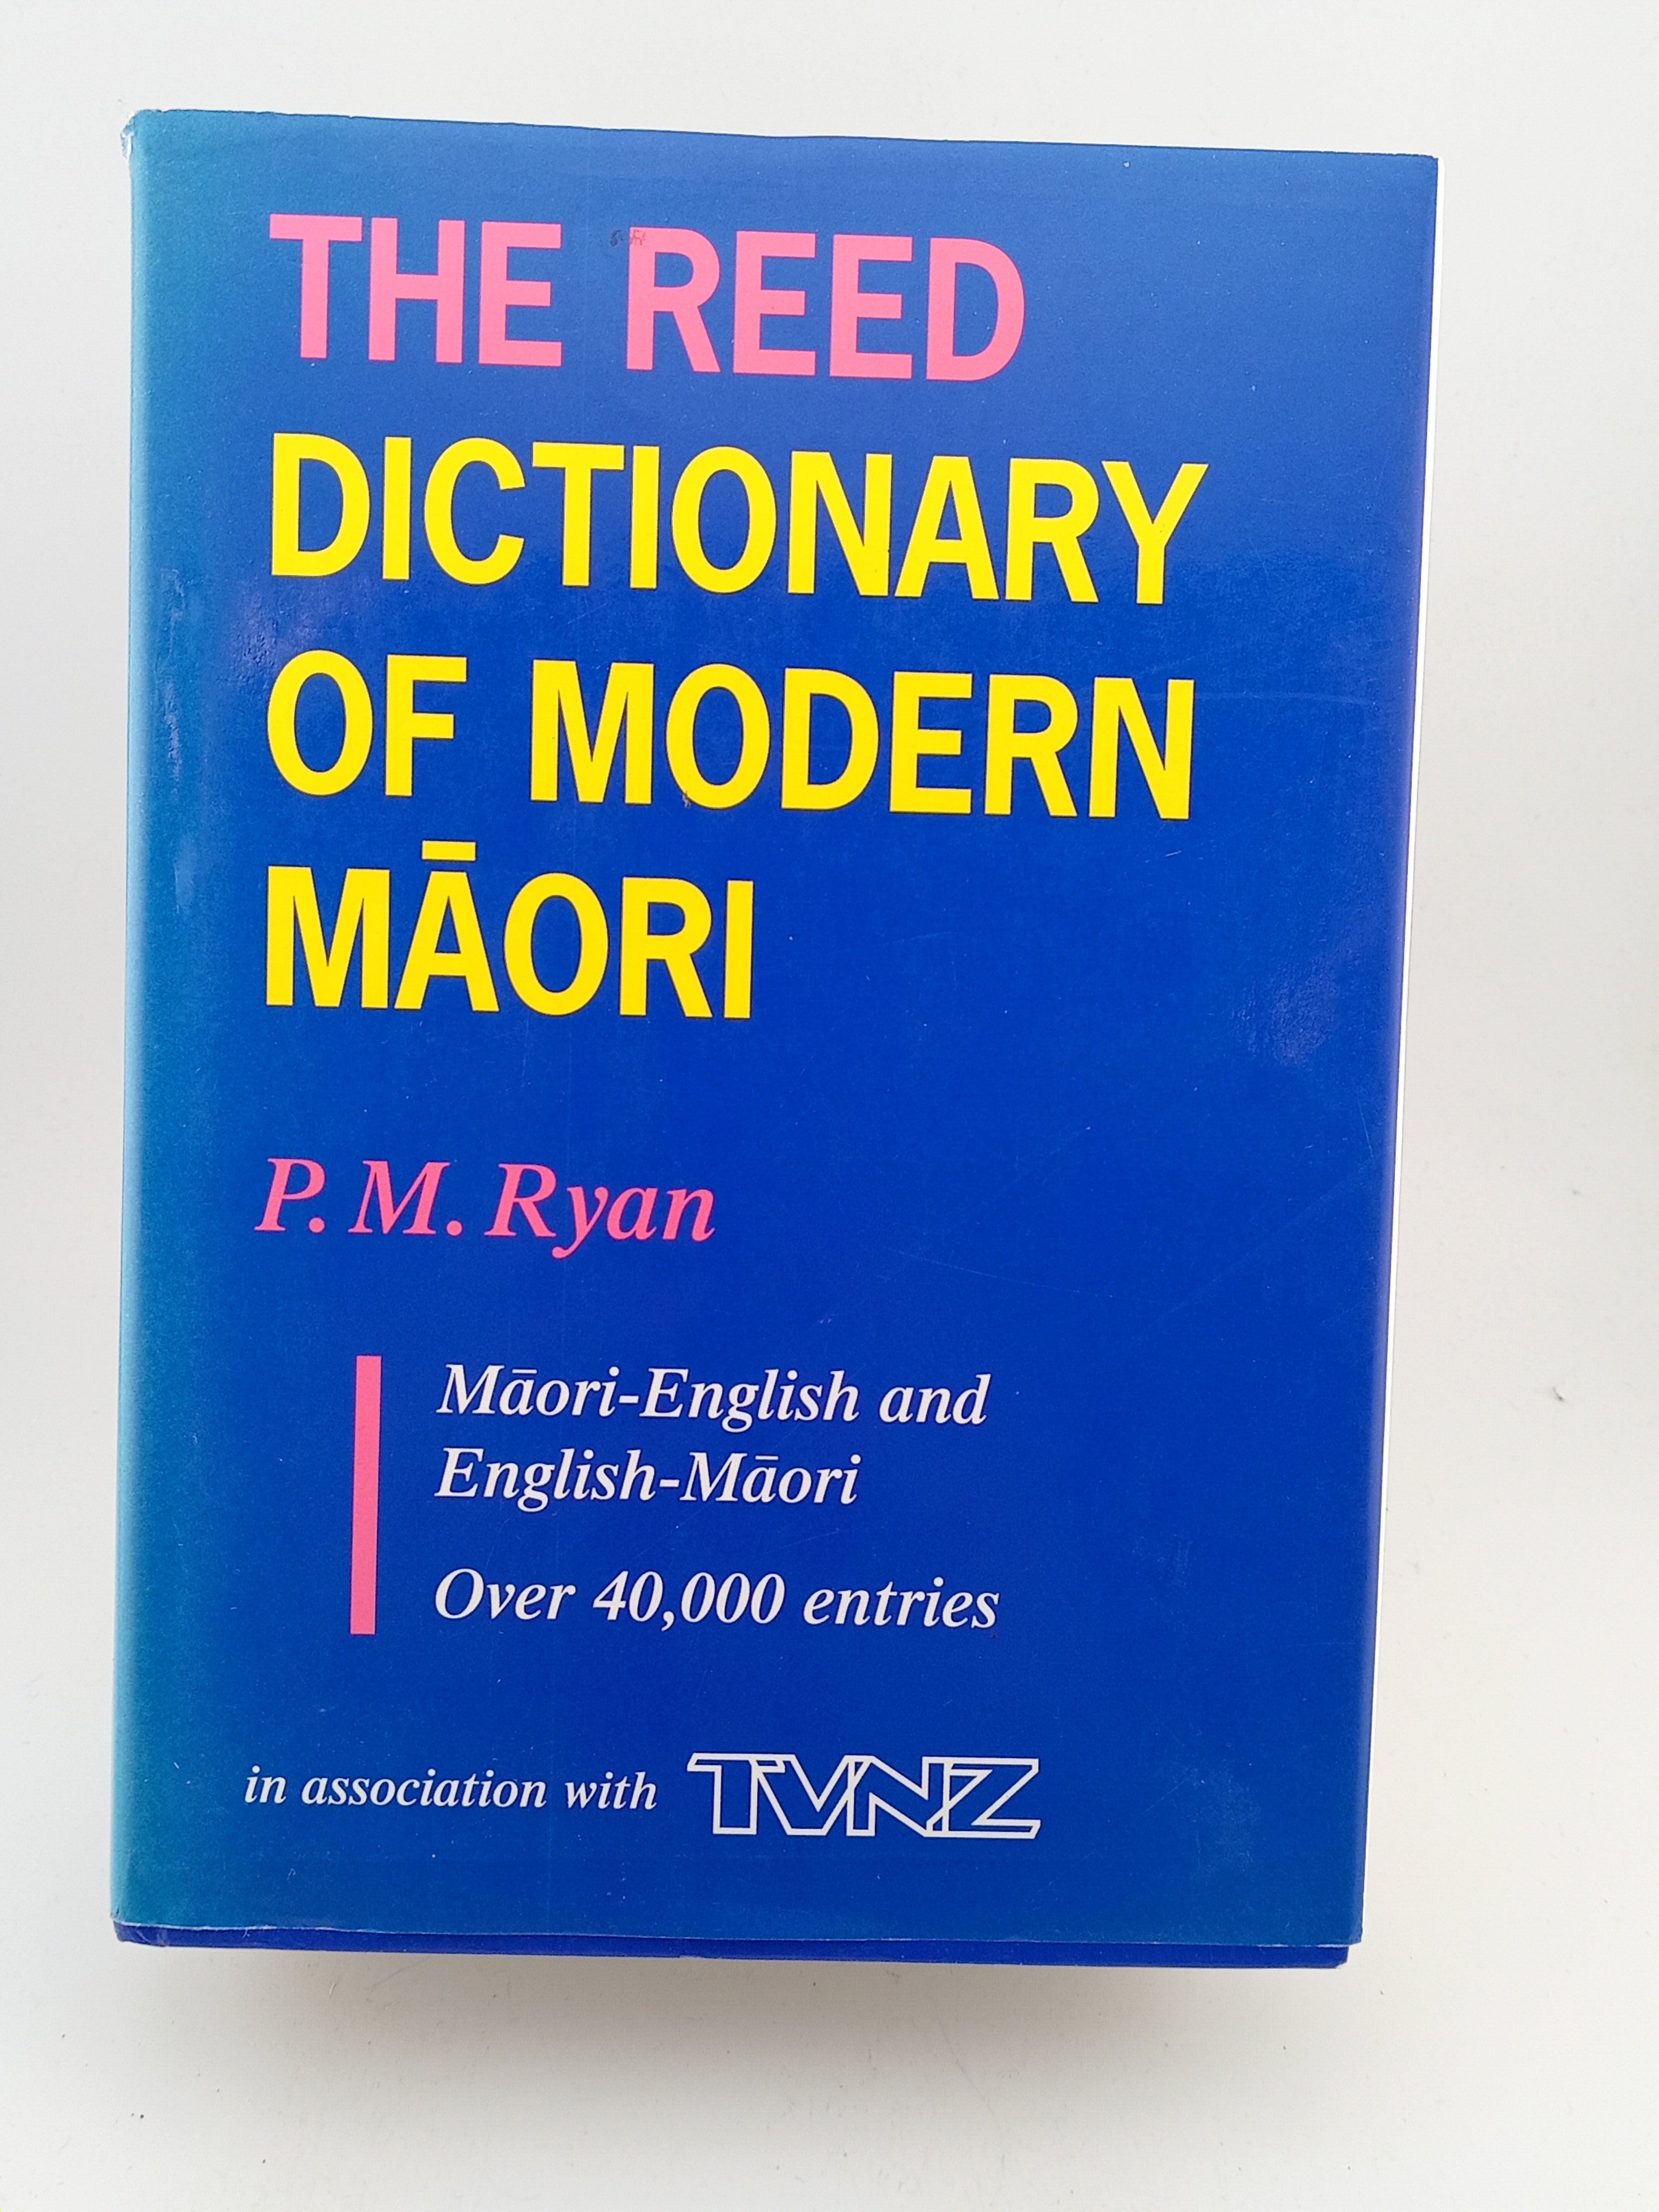 THE REED
DICTIONARY
OF MODERN
MĀORI
P. M. Ryan
Māori-English and
English-Māori
Over 40,000 entries
in association with TVNZ